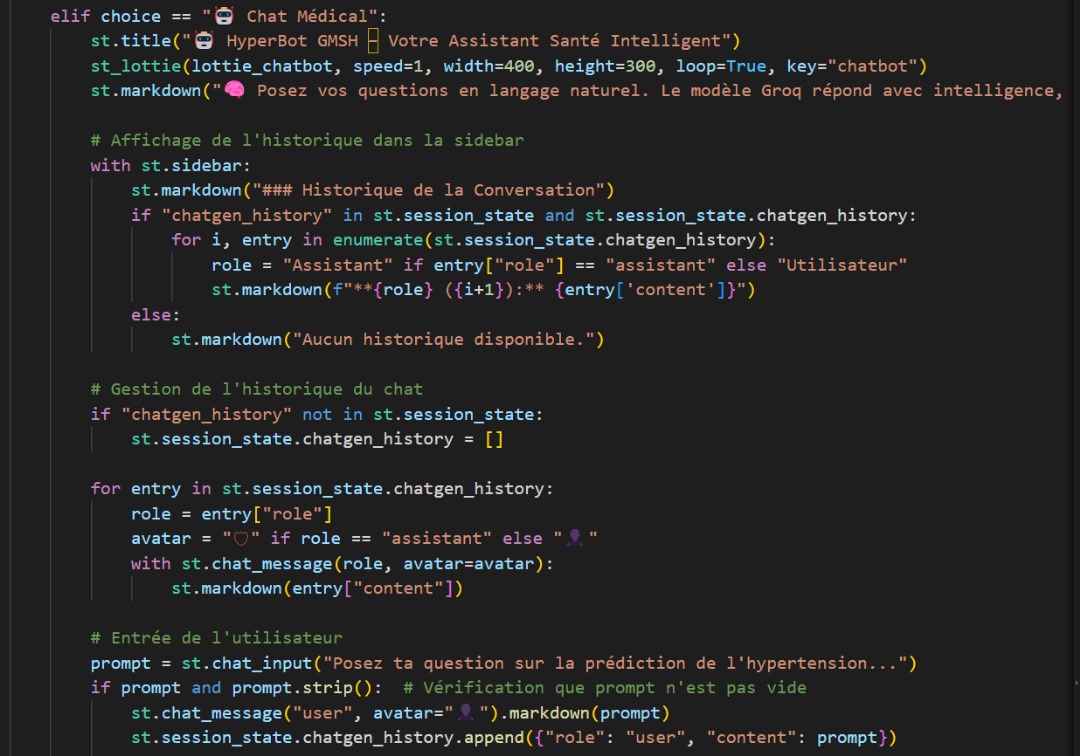 elif choice == "🤖 Chat Médical":
st.title("🤖 HyperBot GMSH – Votre Assistant Santé Intelligent")
st_lottie(lottie_chatbot, speed=1, width=400, height=300, loop=True, key="chatbot")
st.markdown("🧠 Posez vos questions en langage naturel. Le modèle Groq répond avec intelligence,
# Affichage de l'historique dans la sidebar
with st.sidebar:
st.markdown("### Historique de la Conversation")
if "chatgen_history" in st.session_state and st.session_state.chatgen_history:
for i, entry in enumerate(st.session_state.chatgen_history):
role = "Assistant" if entry["role"] == "assistant" else "Utilisateur"
st.markdown(f"**{role} ({i+1}):** {entry['content']}")
else:
st.markdown("Aucun historique disponible.")
# Gestion de l'historique du chat
if "chatgen_history" not in st.session_state:
st.session_state.chatgen_history = []
for entry in st.session_state.chatgen_history:
role = entry["role"]
avatar = "🛡" if role == "assistant" else "👤"
with st.chat_message(role, avatar=avatar):
st.markdown(entry["content"])
# Entrée de l'utilisateur
prompt = st.chat_input("Posez ta question sur la prédiction de l'hypertension...")
if prompt and prompt.strip():  # Vérification que prompt n'est pas vide
st.chat_message("user", avatar="👤").markdown(prompt)
st.session_state.chatgen_history.append({"role": "user", "content": prompt})